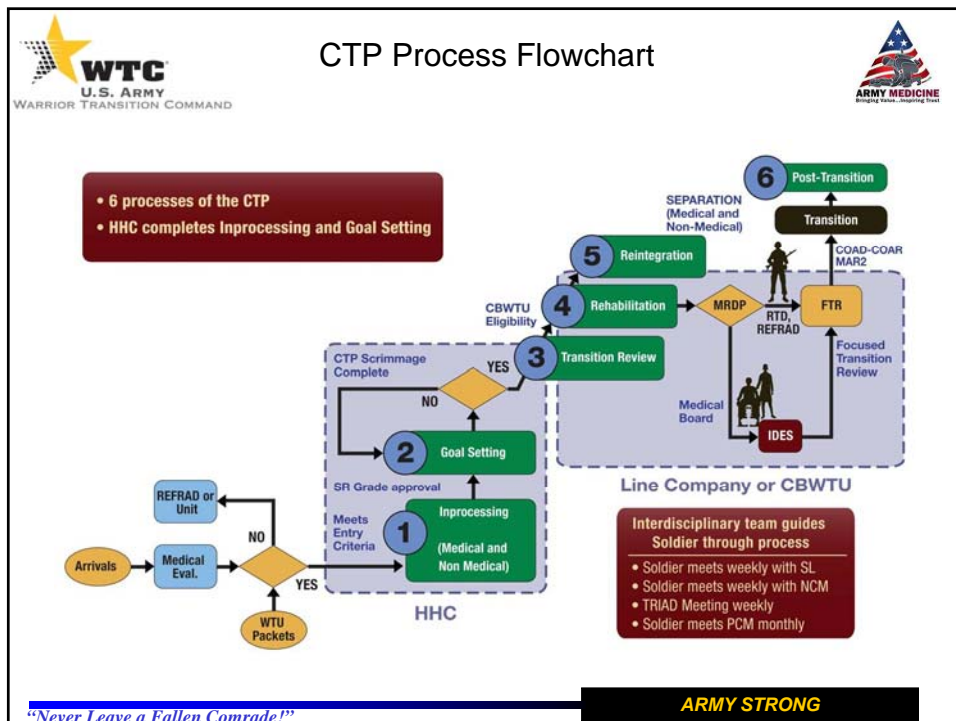 CTP Process Flowchart
WTC
U.S. ARMY
WARRIOR TRANSITION COMMAND
ARMY MEDICINE
Bringing Value...Inspiring Trust
• 6 processes of the CTP
• HHC completes Inprocessing and Goal Setting
6
Post-Transition
SEPARATION
(Medical and
Non-Medical)
Transition
COAD-COAR
MAR2
5
Reintegration
CBWTU
Eligibility
4
Rehabilitation
MRDP
RTD,
REFRAD
FTR
3
Transition Review
Focused
Transition
Review
Medical
Board
IDES
Line Company or CBWTU
CTP Scrimmage
Complete
YES
NO
2
Goal Setting
SR Grade approval
Meets
Entry
Criteria
1
Inprocessing
(Medical and
Non Medical)
HHC
REFRAD or
Unit
NO
Arrivals
Medical
Eval.
YES
WTU
Packets
Interdisciplinary team guides
Soldier through process
• Soldier meets weekly with SL
• Soldier meets weekly with NCM
• TRIAD Meeting weekly
• Soldier meets PCM monthly
“Never Leave a Fallen Comrade!”
ARMY STRONG